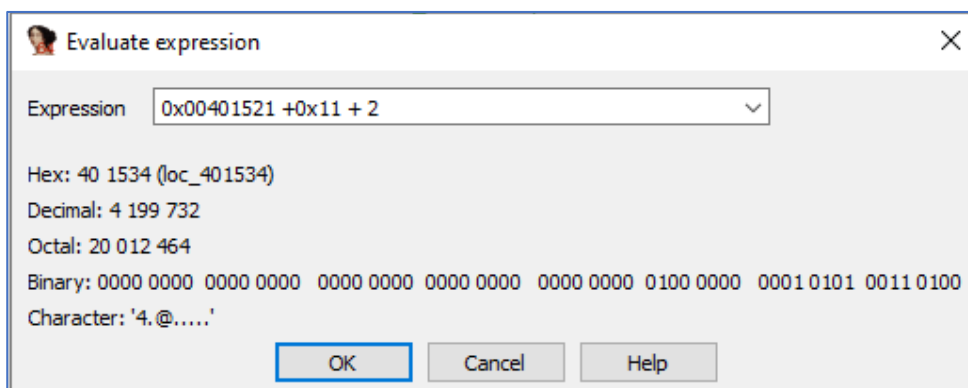 Evaluate expression
Expression 0x00401521 +0x11 + 2
Hex: 40 1534 (loc_401534)
Decimal: 4 199 732
Octal: 20 012 464
Binary: 0000 0000 0000 0000 0000 0000 0000 0000 0000 0000 0100 0000 0001 0101 0011 0100
Character: '4.@.....'
OK Cancel Help